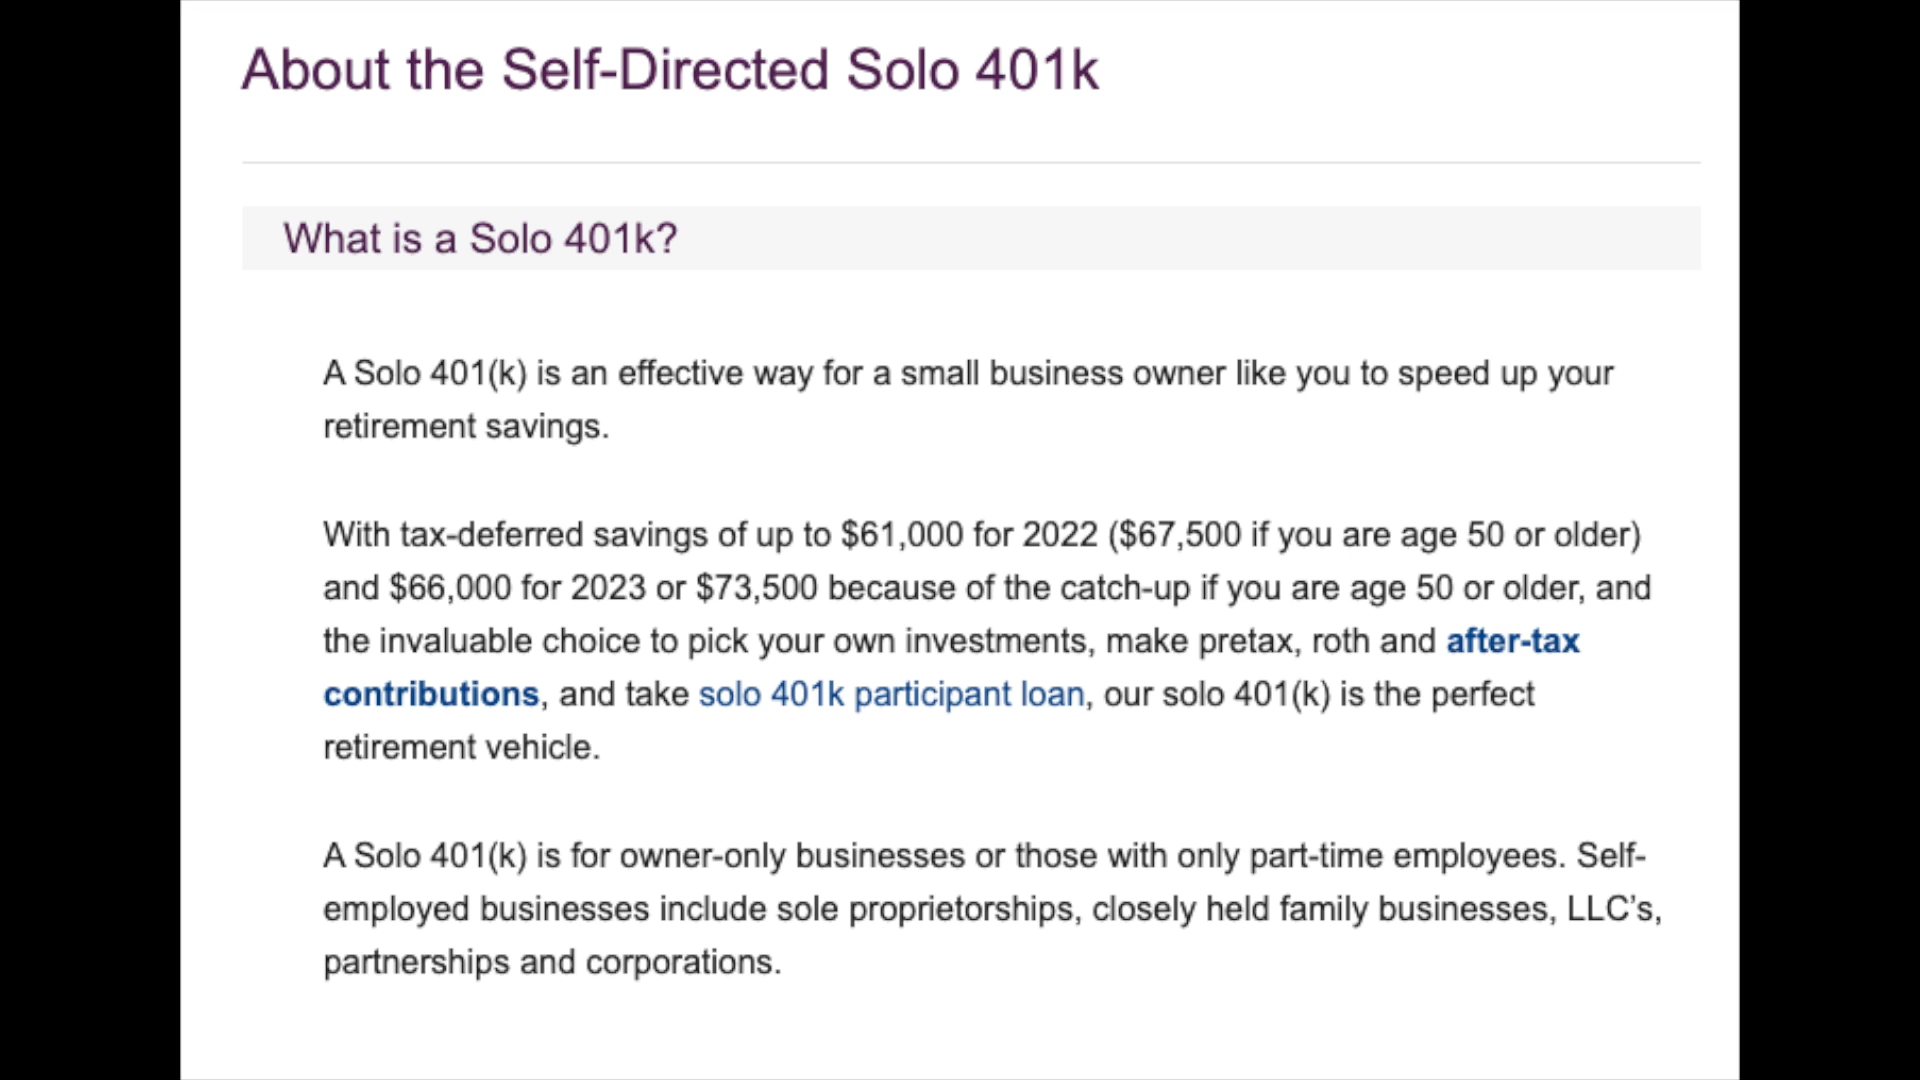 About the Self-Directed Solo 401k
What is a Solo 401k?
A Solo 401(k) is an effective way for a small business owner like you to speed up your
retirement savings.
With tax-deferred savings of up to $61,000 for 2022 ($67,500 if you are age 50 or older)
and $66,000 for 2023 or $73,500 because of the catch-up if you are age 50 or older, and
the invaluable choice to pick your own investments, make pretax, roth and after-tax
contributions, and take solo 401k participant loan, our solo 401(k) is the perfect
retirement vehicle.
A Solo 401(k) is for owner-only businesses or those with only part-time employees. Self-
employed businesses include sole proprietorships, closely held family businesses, LLC’s,
partnerships and corporations.